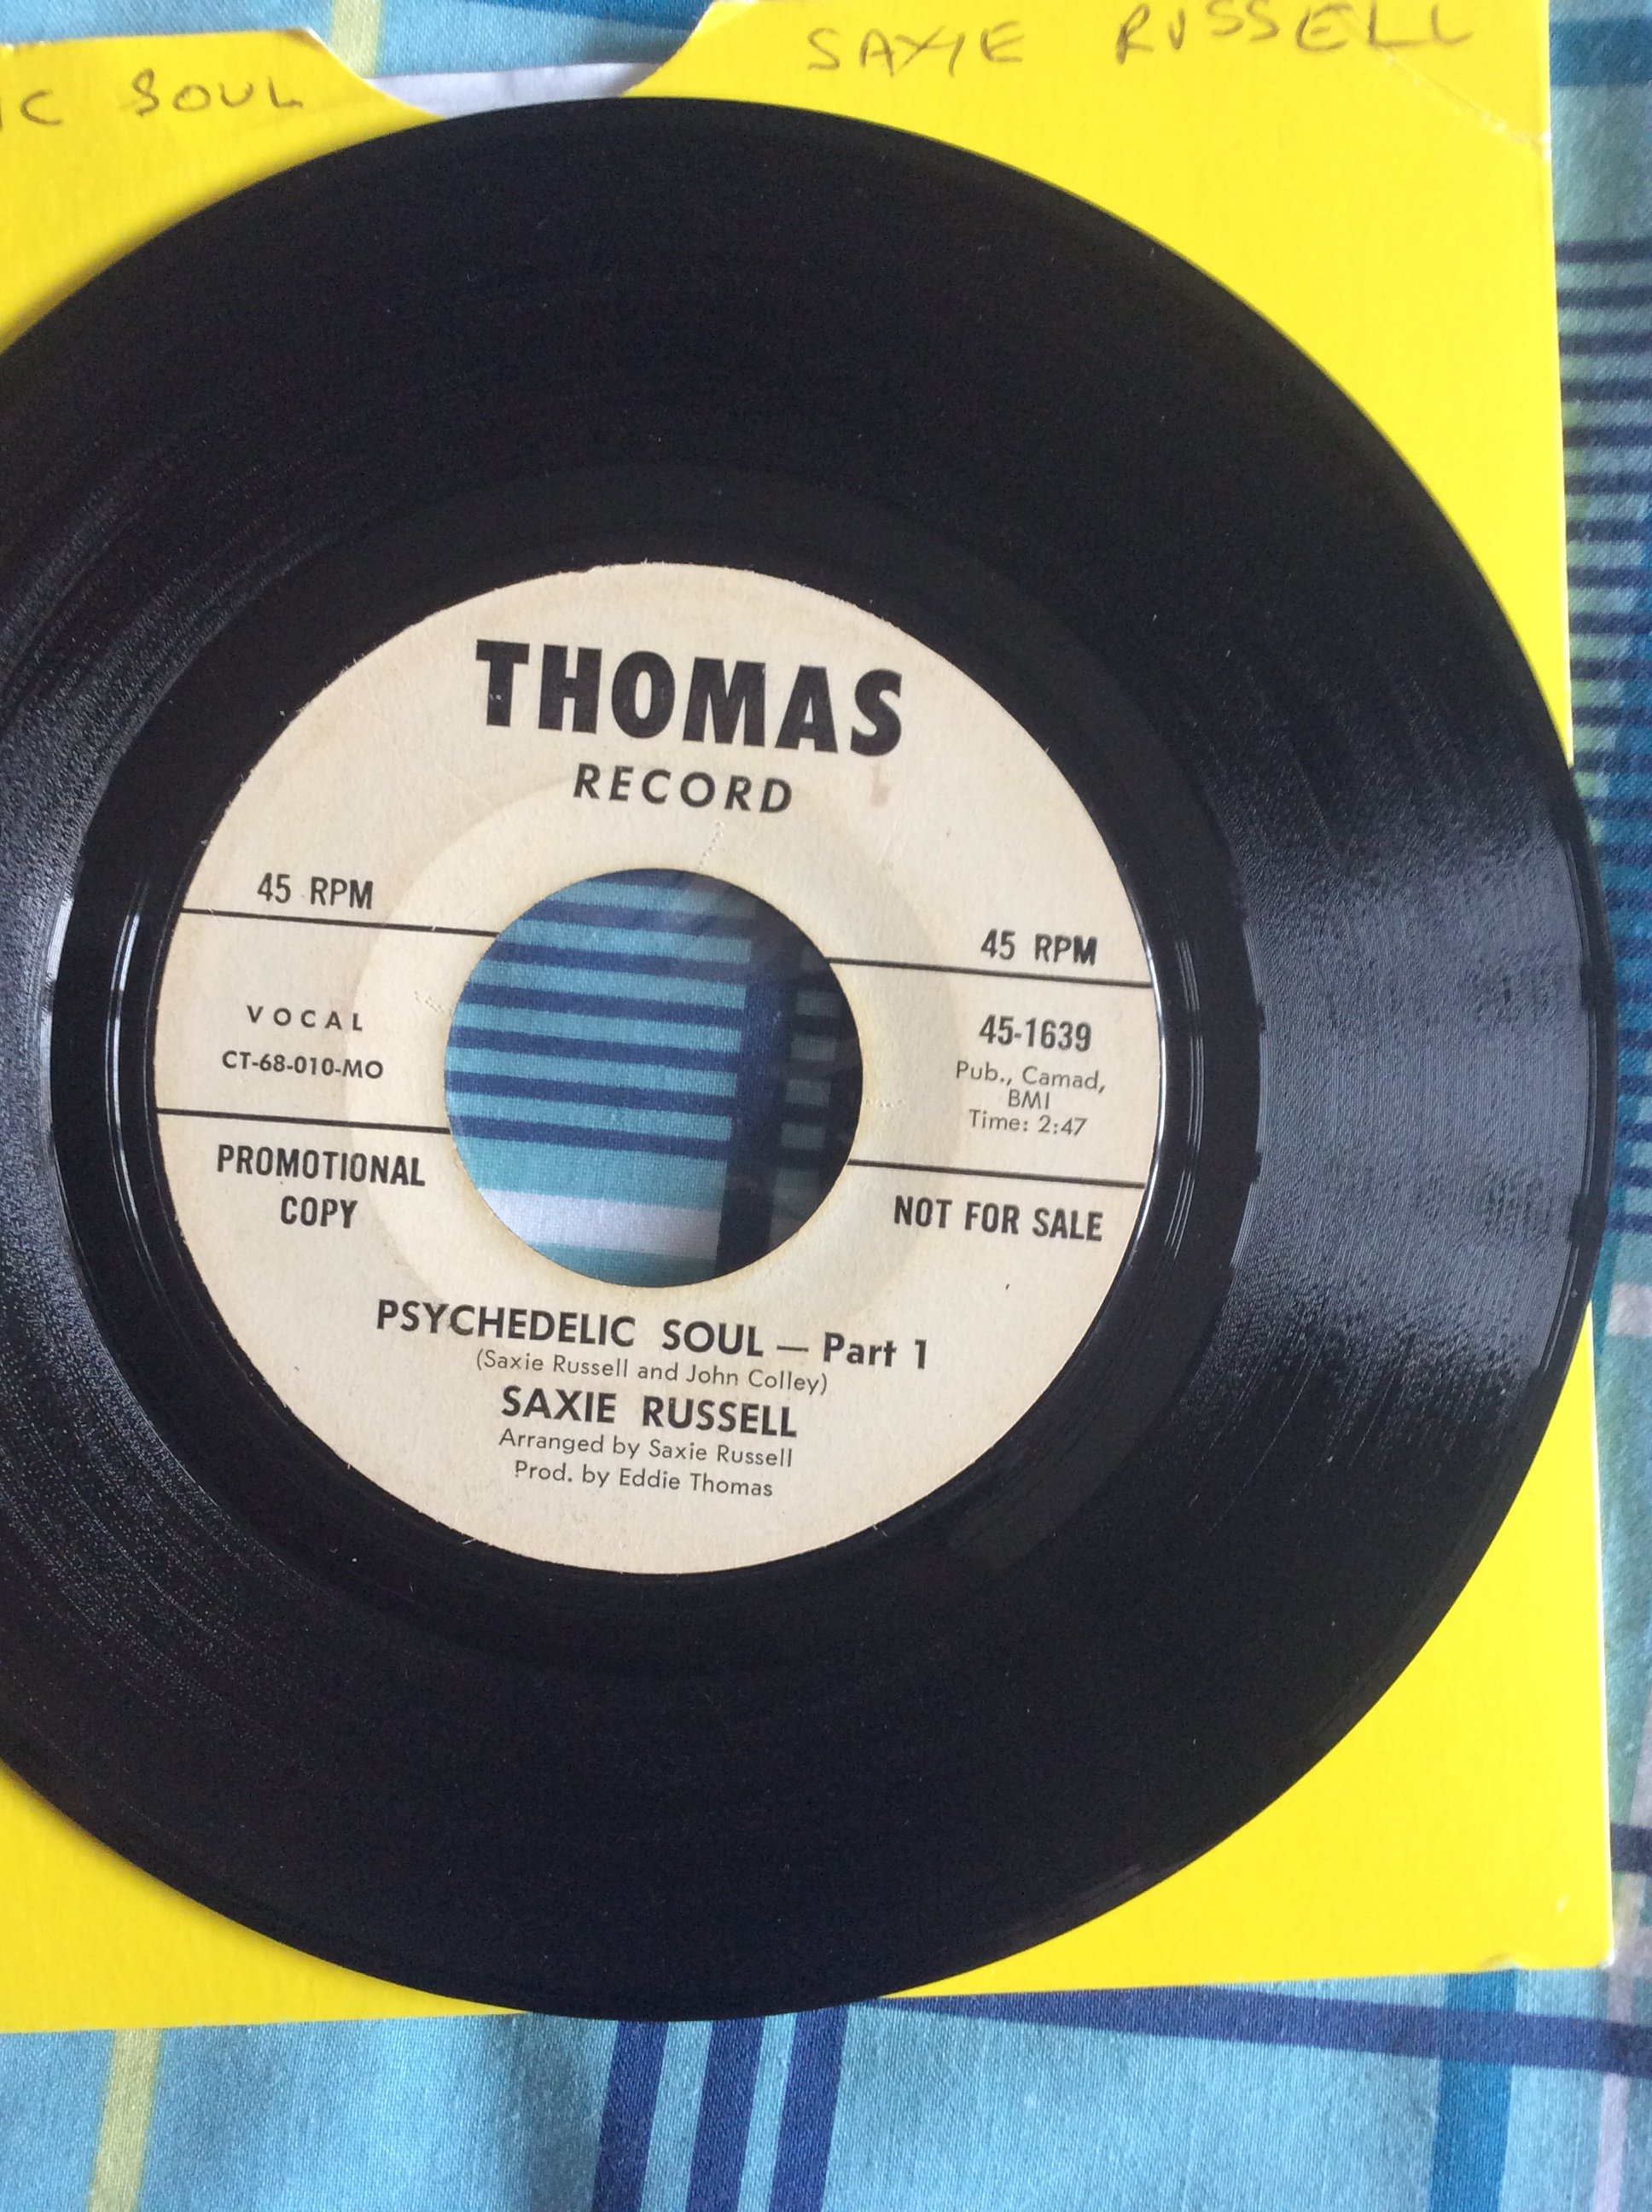 SOUL
SAXIE RUSSELL
THOMAS
RECORD
45 RPM
45 RPM
VOCAL
CT-68-010-MO
45-1639
Pub., Camad,
BMI
Time: 2:47
PROMOTIONAL
COPY
NOT FOR SALE
PSYCHEDELIC SOUL — Part 1
(Saxie Russell and John Colley)
SAXIE RUSSELL
Arranged by Saxie Russell
Prod. by Eddie Thomas